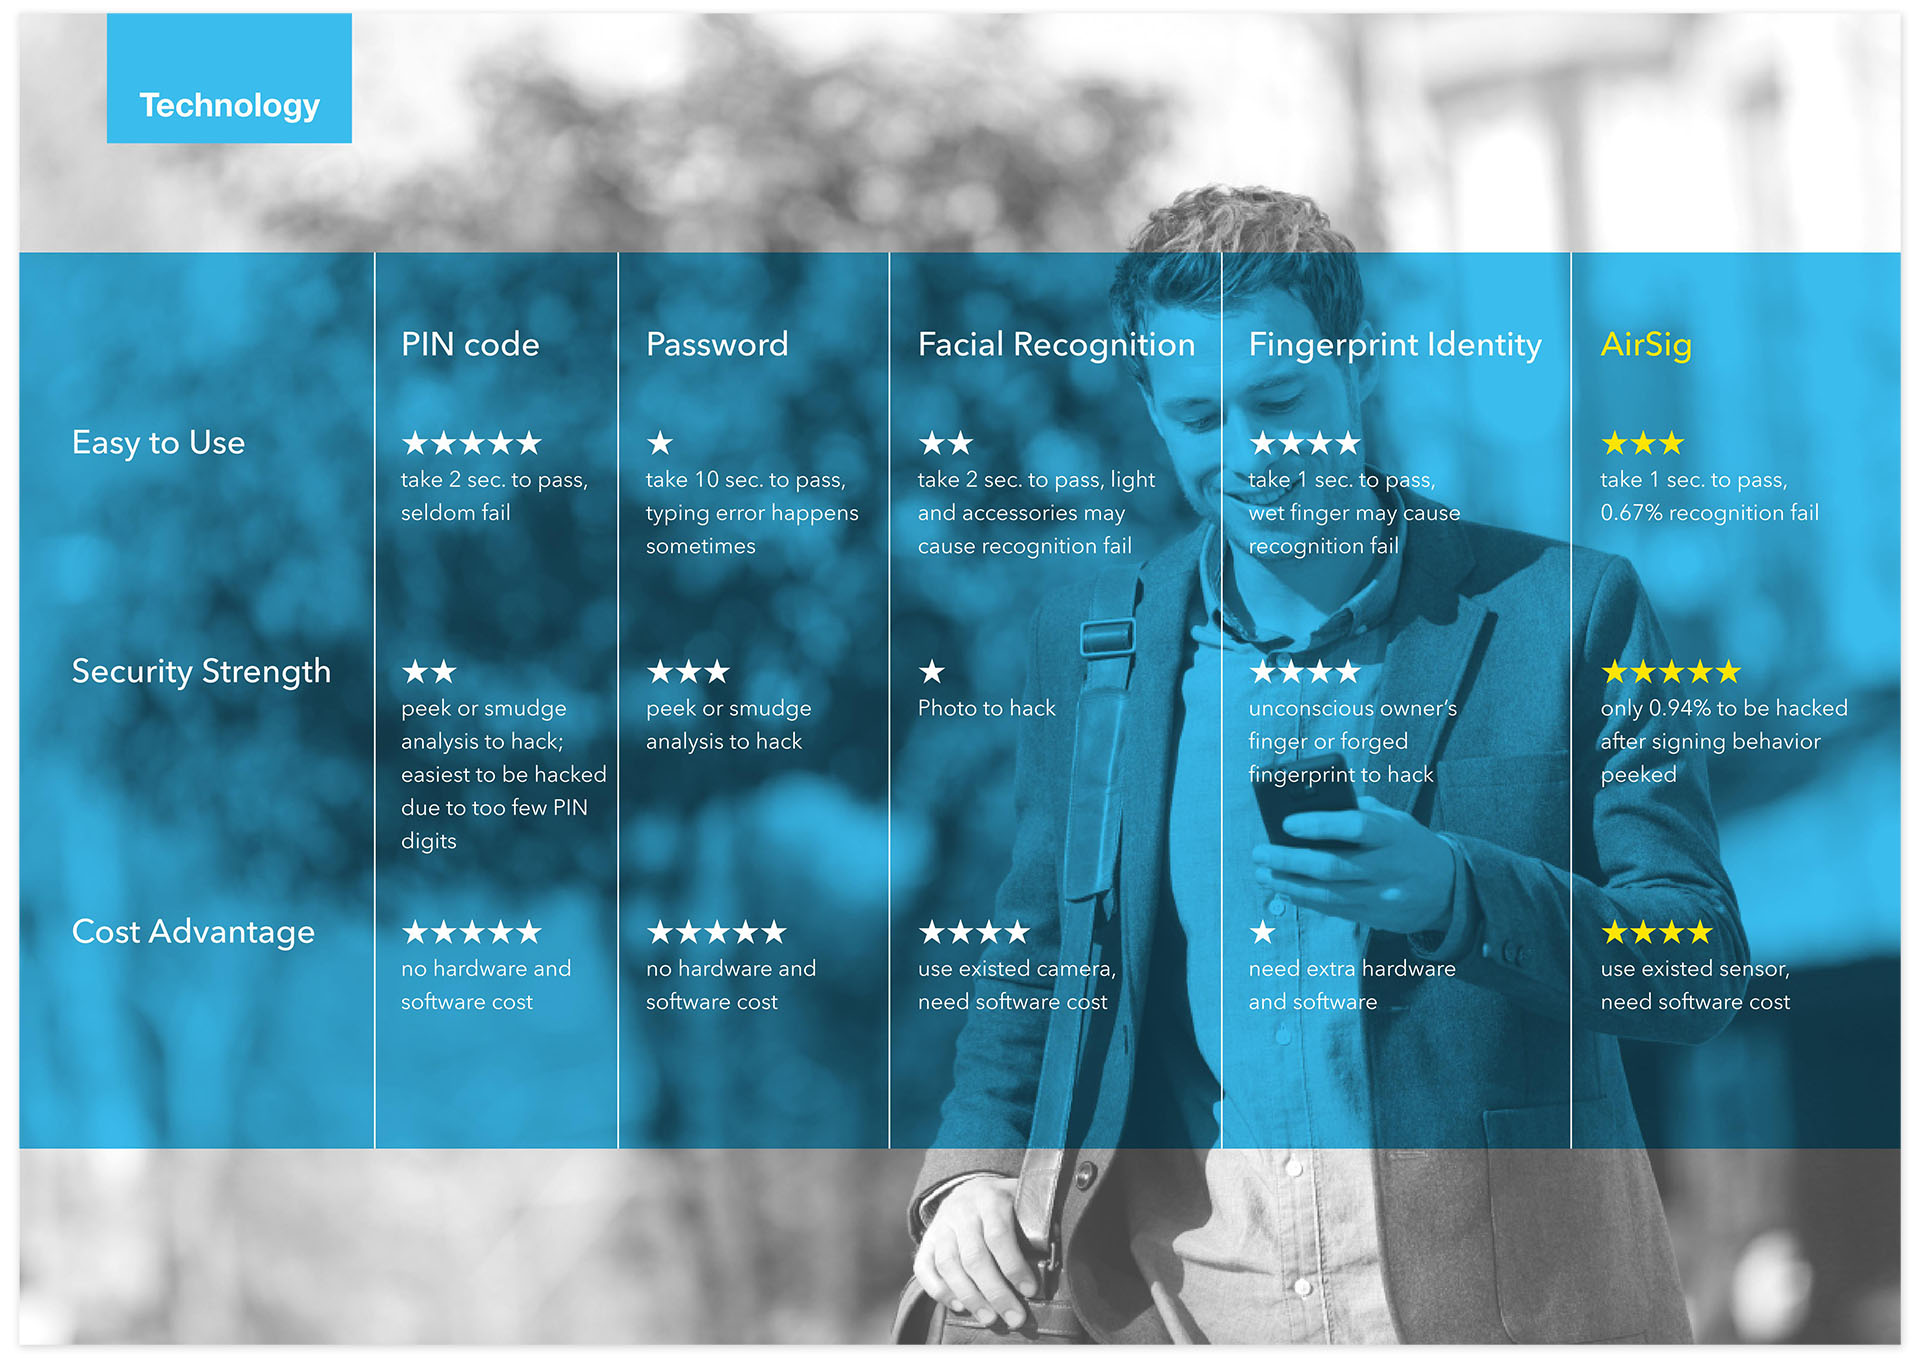 Technology
PIN code
Password
Facial Recognition
Fingerprint Identity
AirSig
Easy to Use
★★★★★
take 2 sec. to pass,
seldom fail
★
take 10 sec. to pass,
typing error happens
sometimes
★★
take 2 sec. to pass, light
and accessories may
cause recognition fail
★★★★
take 1 sec. to pass,
wet finger may cause
recognition fail
★★★
take 1 sec. to pass,
0.67% recognition fail
Security Strength
★★
peek or smudge
analysis to hack;
easiest to be hacked
due to too few PIN
digits
★★★
peek or smudge
analysis to hack
★
Photo to hack
★★★★
unconscious owner’s
finger or forged
fingerprint to hack
★★★★★
only 0.94% to be hacked
after signing behavior
peeked
Cost Advantage
★★★★★
no hardware and
software cost
★★★★★
no hardware and
software cost
★★★★
use existed camera,
need software cost
★
need extra hardware
and software
★★★★
use existed sensor,
need software cost